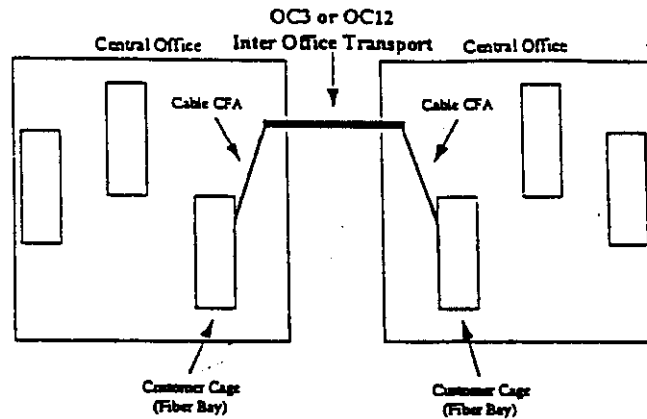 OC3 or OC12
Central Office
Inter Office Transport
Central Office
Cable CFA
Cable CFA
Customer Cage
(Fiber Bay)
Customer Cage
(Fiber Bay)